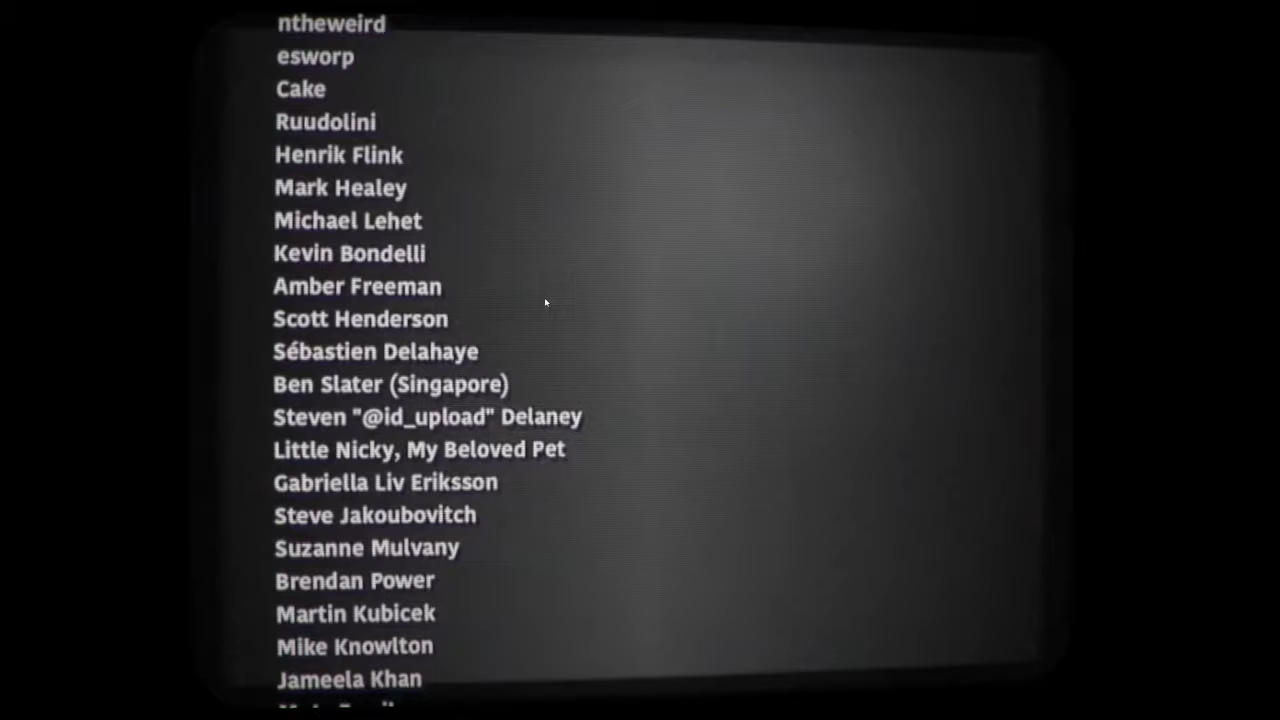 ntheweird
esworp
Cake
Ruudolini
Henrik Flink
Mark Healey
Michael Lehet
Kevin Bondelli
Amber Freeman
Scott Henderson
Sébastien Delahaye
Ben Slater (Singapore)
Steven "@id_upload" Delaney
Little Nicky, My Beloved Pet
Gabriella Liv Eriksson
Steve Jakoubovitch
Suzanne Mulvany
Brendan Power
Martin Kubicek
Mike Knowlton
Jameela Khan